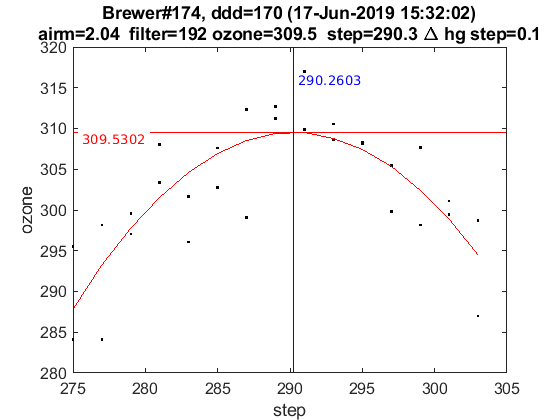 Brewer#174, ddd=170 (17-Jun-2019 15:32:02)
airm=2.04 filter=192 ozone=309.5 step=290.3 Δ hg step=0.1
320
315
310
305
300
295
290
285
280
ozone
290.2603
309.5302
275 280 285 290 295 300 305
step